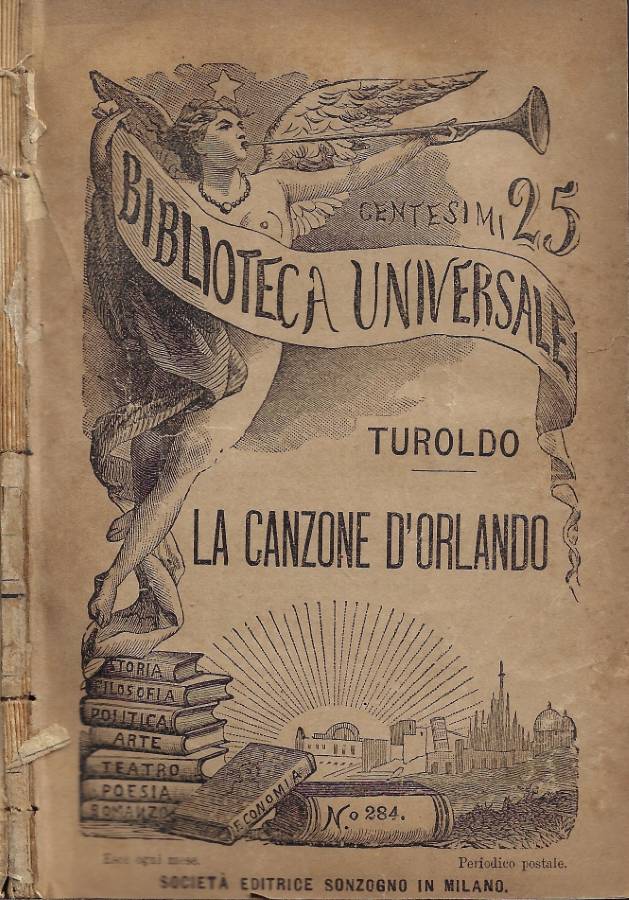 CENTESIMI 25
BIBLIOTECA UNIVERSALE
TUROLDO
LA CANZONE D'ORLANDO
STORIA
FILOSOFIA
POLITICA
ARTE
TEATRO
POESIA
ROMANZO
ECONOMIA
No 284.
Esce ogni mese.
Periodico postale.
SOCIETÀ EDITRICE SONZOGNO IN MILANO.